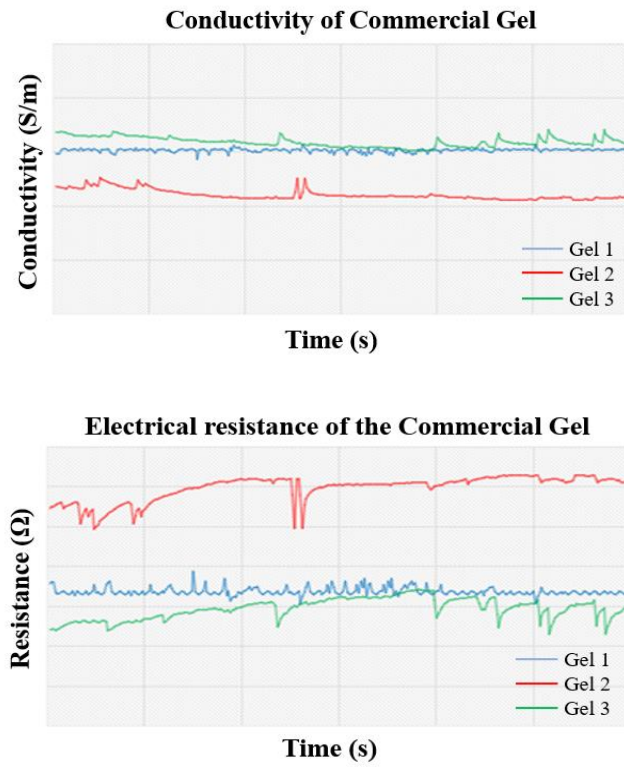 Conductivity of Commercial Gel
Conductivity (S/m)
Gel 1
Gel 2
Gel 3
Time (s)
Electrical resistance of the Commercial Gel
Resistance (Ω)
Gel 1
Gel 2
Gel 3
Time (s)